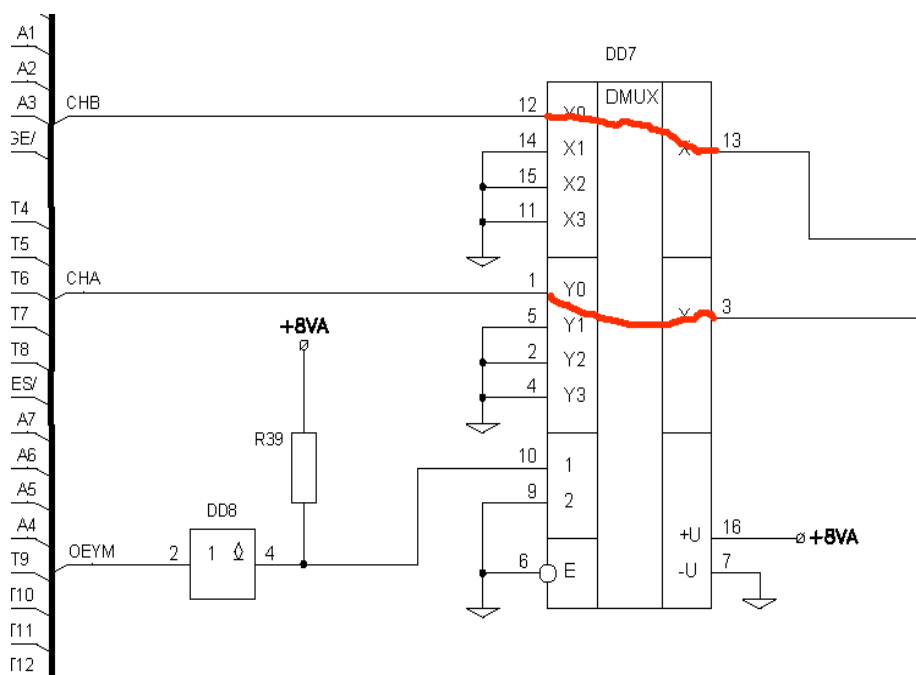 A1
DD7
A2
A3 CHB 12 Y0 DMUX
GE/ 14 X1 X 13
15 X2
T4 11 X3
T5
T6 CHA 1 Y0
T7 +8VA 5 Y1 Y 3
T8 2 Y2
ES/ 4 Y3
A7 R39
A6 10 1
A5 9 2
DD8
A4 +U 16 +8VA
T9 OEYM 2 1 4 6 E -U 7
T10
T11
T12